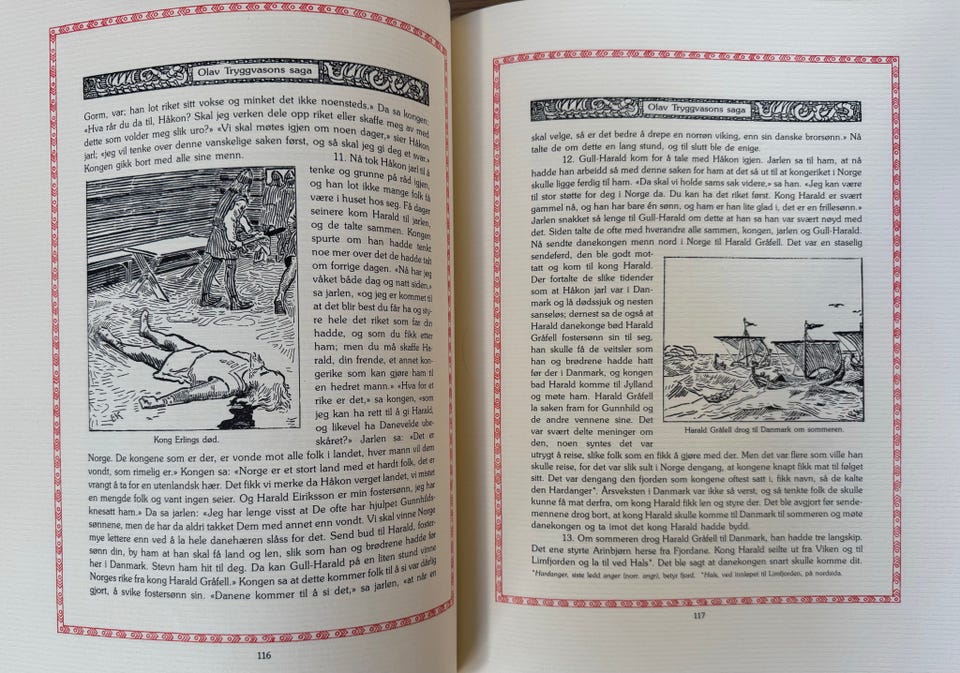 Olav Tryggvasons saga
Gorm, var; han lot riket sitt vokse og minket det ikke noensteds.» Da sa kongen:
«Hva rår du da til, Håkon? Skal jeg verken dele opp riket eller skaffe meg av med
dette som volder meg slik uro?» «Vi skal møtes igjen om noen dager,» sier Håkon
jarl; «jeg vil tenke over denne vanskelige saken først, og så skal jeg gi deg et svar.»
Kongen gikk bort med alle sine menn.
11. Nå tok Håkon jarl til å
tenke og grunne på råd igjen,
og han lot ikke mange folk få
være i huset hos seg. Få dager
seinere kom Harald til jarlen,
og de talte sammen. Kongen
spurte om han hadde tenkt
noe mer over det de hadde talt
om forrige dagen. «Nå har jeg
våket både dag og natt siden,»
sa jarlen, «og jeg er kommet til
at det blir best du får ha og sty-
re hele det riket som far din
hadde, og som du fikk etter
ham; men du må skaffe Ha-
rald, din frende, et annet kon-
gerike som kan gjøre ham til
en hedret mann.» «Hva for et
rike er det,» sa kongen, «som
jeg kan ha rett til å gi Harald,
og likevel ha Danevelde ube-
skåret?» Jarlen sa: «Det er
EK
Kong Erlings død.
Norge. De kongene som er der, er vonde mot alle folk i landet, hver mann vil dem
vondt, som rimelig er.» Kongen sa: «Norge er et stort land med et hardt folk, det er
vrangt å ta for en utenlandsk hær. Det fikk vi merke da Håkon verget landet, vi mistet
en mengde folk og vant ingen seier. Og Harald Eiriksson er min fostersønn, jeg har
knesatt ham.» Da sa jarlen: «Jeg har lenge visst at De ofte har hjulpet Gunnhilds-
sønnene, men de har da aldri takket Dem med annet enn vondt. Vi skal vinne Norge
mye lettere enn ved å la hele danehæren slåss for det. Send bud til Harald, foster-
sønn din, by ham at han skal få land og len, slik som han og brødrene hadde før
her i Danmark. Stevn ham hit til deg. Da kan Gull-Harald på en liten stund vinne
Norges rike fra kong Harald Gråfell.» Kongen sa at dette kommer folk til å si var dårlig
gjort, å svike fostersønn sin. «Danene kommer til å si det,» sa jarlen, «at når en
116
Olav Tryggvasons saga
skal velge, så er det bedre å drepe en norrøn viking, enn sin danske brorsønn.» Nå
talte de om dette en lang stund, og til slutt ble de enige.
12. Gull-Harald kom for å tale med Håkon igjen. Jarlen sa til ham, at nå
hadde han arbeidd så med denne saken for ham at det så ut til at kongeriket i Norge
skulle ligge ferdig til ham. «Da skal vi holde sams sak videre,» sa han. «Jeg kan være
til stor støtte for deg i Norge da. Du kan ha det riket først. Kong Harald er svært
gammel nå, og han har bare én sønn, og ham er han lite glad i, det er en frillesønn.»
Jarlen snakket så lenge til Gull-Harald om dette at han sa han var svært nøyd med
det. Siden talte de ofte med hverandre alle sammen, kongen, jarlen og Gull-Harald.
Nå sendte danekongen menn nord i Norge til Harald Gråfell. Det var en staselig
sendeferd, den ble godt mot-
tatt og kom til kong Harald.
Der fortalte de slike tidender
som at Håkon jarl var i Dan-
mark og lå dødssjuk og nesten
sanseløs; dernest sa de også at
Harald danekonge bød Harald
Gråfell fostersønn sin til seg,
han skulle få de veitsler som
han og brødrene hadde hatt
før der i Danmark, og kongen
bad Harald komme til Jylland
og møte ham. Harald Gråfell
la saken fram for Gunnhild og
de andre vennene sine. Det
var svært delte meninger om
den, noen syntes det var
Harald Gråfell drog til Danmark om sommeren.
utrygt å reise, slike folk som en fikk å gjøre med der. Men det var flere som ville han
skulle reise, for det var slik sult i Norge dengang, at kongene knapt fikk mat til følget
sitt. Det var dengang den fjorden som kongene oftest satt i, fikk navn, så de kalte
den Hardanger*. Årsveksten i Danmark var ikke så verst, og så tenkte folk de skulle
kunne få mat derfra, om kong Harald fikk len og styre der. Det ble avgjort før sende-
mennene drog bort, at kong Harald skulle komme til Danmark til sommeren og møte
danekongen og ta imot det kong Harald hadde bydd.
13. Om sommeren drog Harald Gråfell til Danmark, han hadde tre langskip.
Det ene styrte Arinbjørn herse fra Fjordane. Kong Harald seilte ut fra Viken og til
Limfjorden og la til ved Hals*. Det ble sagt at danekongen snart skulle komme dit.
*Hardanger, siste ledd anger (norr. angr), betyr fjord. *Hals, ved innløpet til Limfjorden, på nordsida.
117